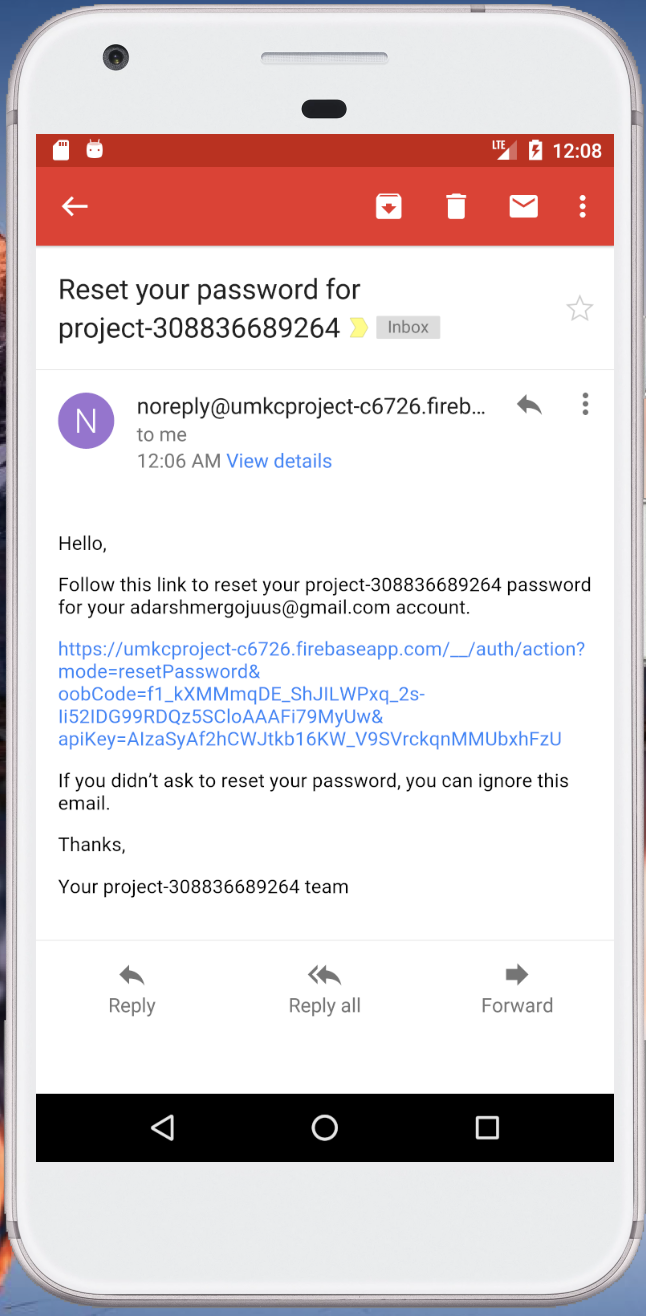 LTE 12:08
Reset your password for
project-308836689264 Inbox
N
noreply@umkcproject-c6726.fireb...
to me
12:06 AM View details
Hello,
Follow this link to reset your project-308836689264 password
for your adarshmergojuus@gmail.com account.
https://umkcproject-c6726.firebaseapp.com/__/auth/action?
mode=resetPassword&
oobCode=f1_kXMMmqDE_ShJILWPxq_2s-
Ii52IDG99RDQz5SCloAAAFi79MyUw&
apiKey=AIzaSyAf2hCWJtkb16KW_V9SVrckqnMMUbxhFzU
If you didn’t ask to reset your password, you can ignore this
email.
Thanks,
Your project-308836689264 team
Reply Reply all Forward